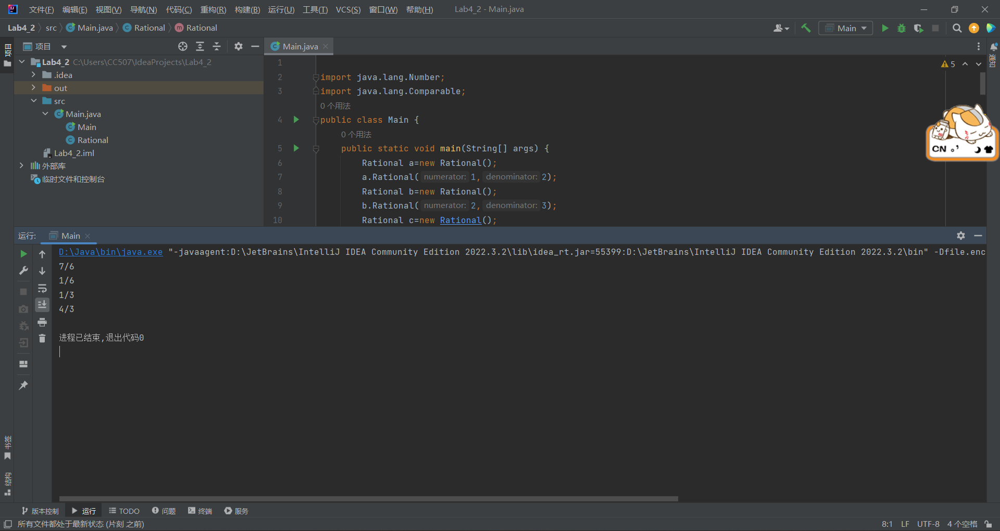 文件(F) 编辑(E) 视图(V) 导航(N) 代码(C) 重构(R) 构建(B) 运行(U) 工具(T) VCS(S) 窗口(W) 帮助(H) Lab4_2 - Main.java
Lab4_2 src Main.java Rational Rational Main
项目 Main.java
项目
通知
Lab4_2 C:\Users\CC507\IdeaProjects\Lab4_2
.idea
out
src
Main.java
Main
Rational
Lab4_2.iml
外部库
临时文件和控制台
5
1
2 import java.lang.Number;
3 import java.lang.Comparable;
0 个用法
4 public class Main {
0 个用法
5 public static void main(String[] args) {
6 Rational a=new Rational();
7 a.Rational( numerator: 1, denominator: 2);
8 Rational b=new Rational();
9 b.Rational( numerator: 2, denominator: 3);
10 Rational c=new Rational();
CN
运行: Main
D:\Java\bin\java.exe "-javaagent:D:\JetBrains\IntelliJ IDEA Community Edition 2022.3.2\lib\idea_rt.jar=55399:D:\JetBrains\IntelliJ IDEA Community Edition 2022.3.2\bin" -Dfile.enc
7/6
1/6
1/3
4/3
进程已结束,退出代码0
书签
结构
版本控制 运行 TODO 问题 终端 服务
所有文件都处于最新状态 (片刻 之前) 8:1 LF UTF-8 4 个空格